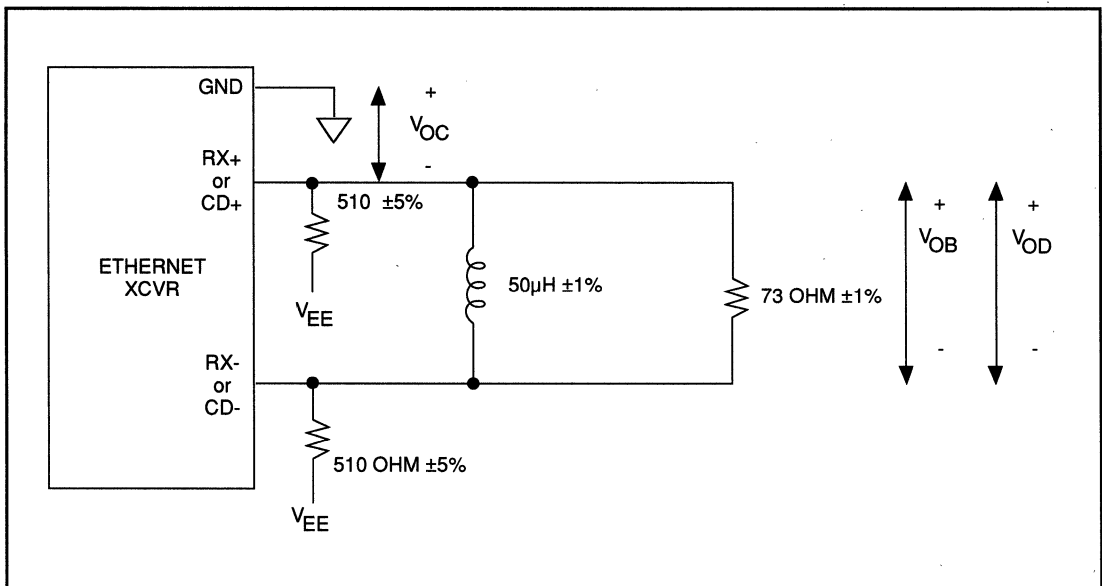 GND
+
VOC
-
RX+
or
CD+
510 ±5%
+
VOB
-
+
VOD
-
ETHERNET
XCVR
50µH ±1%
73 OHM ±1%
VEE
RX-
or
CD-
510 OHM ±5%
VEE